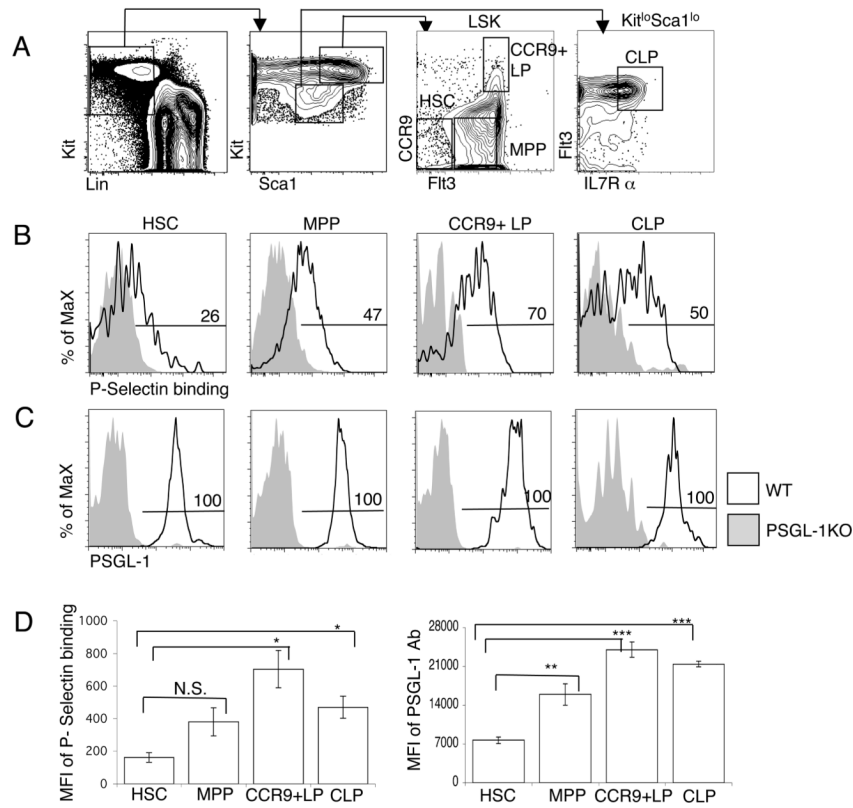 A
LSK
Kit^loSca1^lo
CCR9+
LP
CLP
HSC
MPP
Kit
Lin
Kit
Sca1
CCR9
Flt3
Flt3
IL7R α
B
HSC
MPP
CCR9+ LP
CLP
% of MaX
26
47
70
50
P-Selectin binding
C
% of MaX
100
100
100
100
PSGL-1
WT
PSGL-1KO
D
MFI of P- Selectin binding
1000
800
600
400
200
0
*
*
N.S.
HSC
MPP
CCR9+LP
CLP
MFI of PSGL-1 Ab
28000
21000
14000
7000
0
***
***
**
HSC
MPP
CCR9+LP
CLP